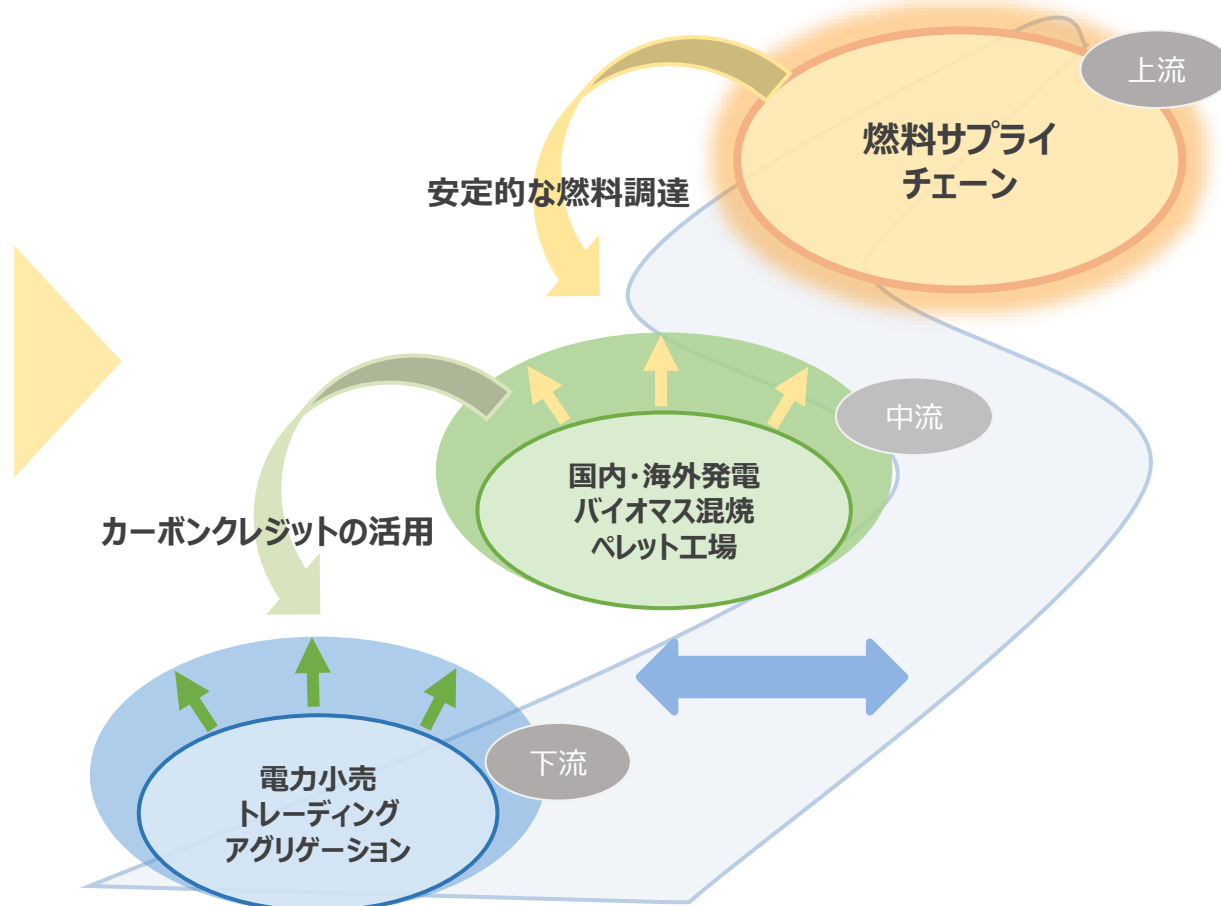 上流
燃料サプライ
チェーン
安定的な燃料調達
中流
国内・海外発電
バイオマス混焼
ペレット工場
カーボンクレジットの活用
下流
電力小売
トレーディング
アグリゲーション